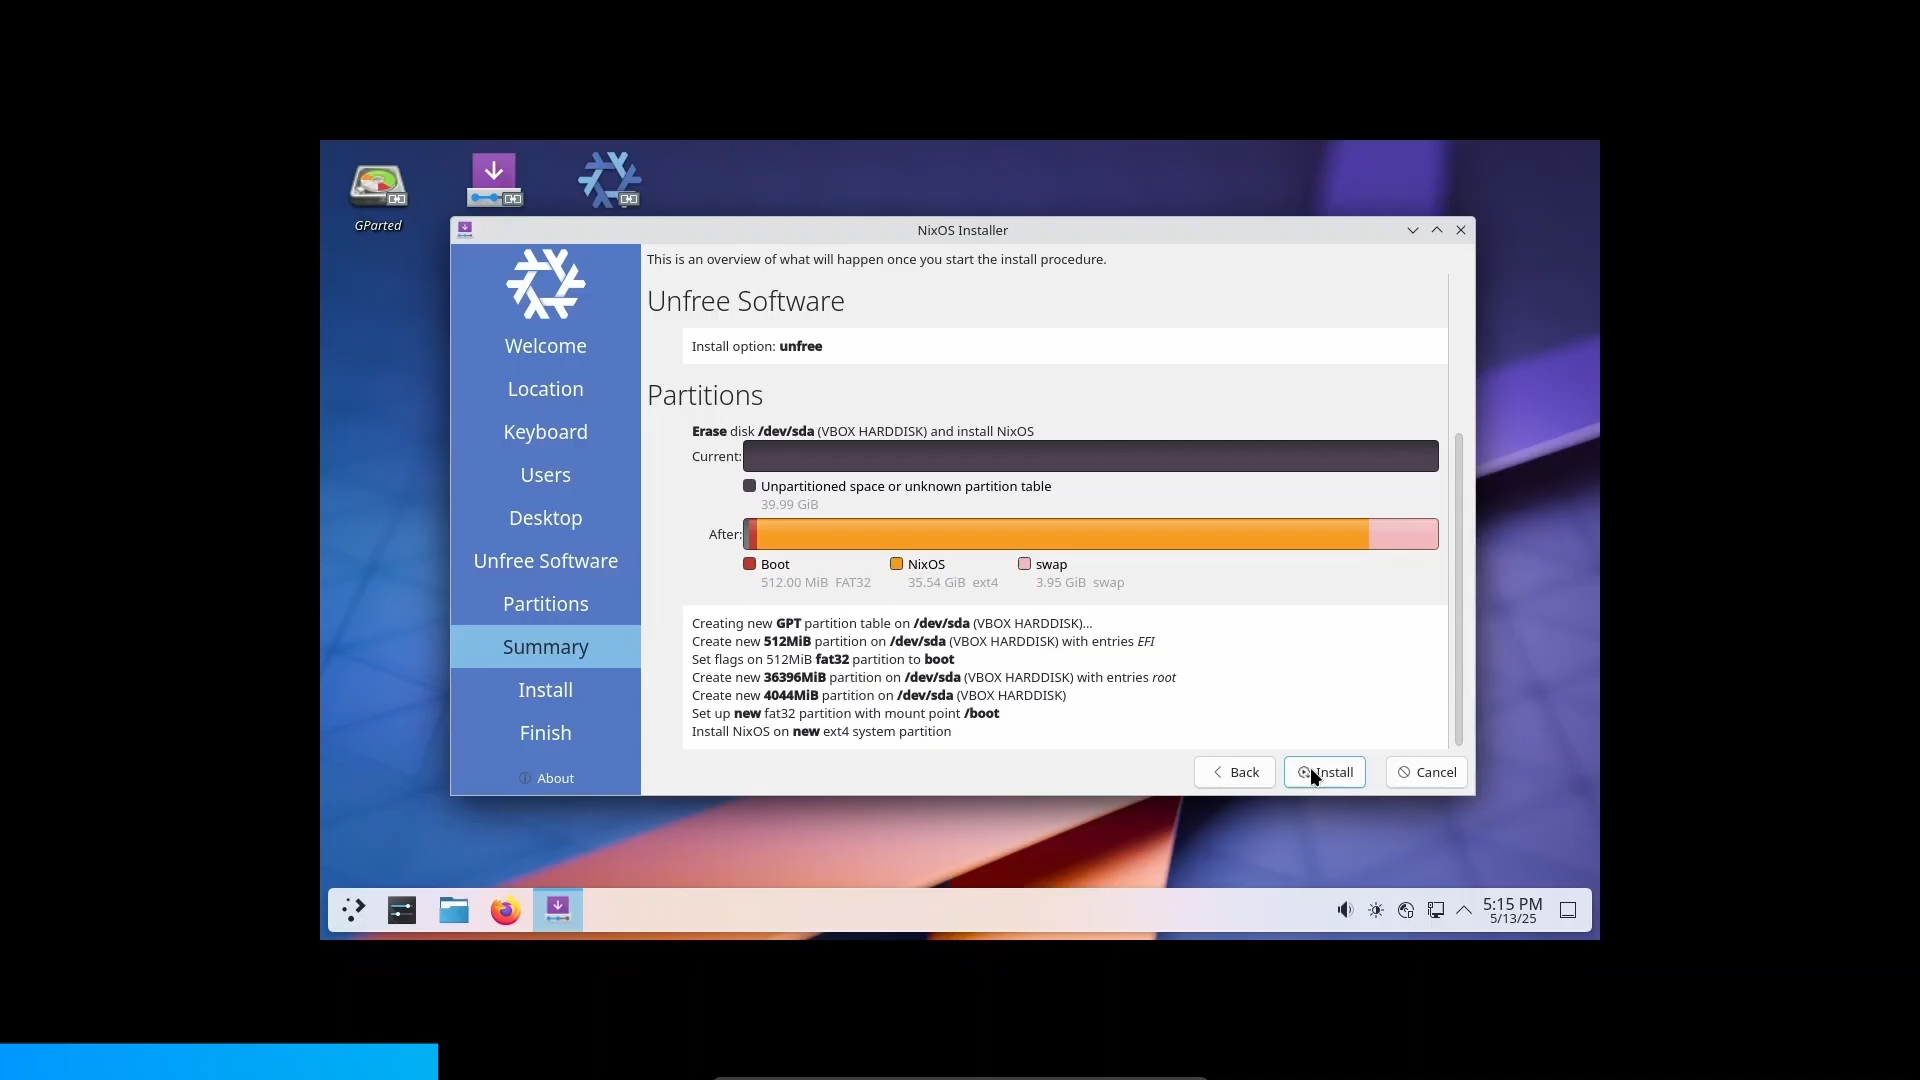 GParted
NixOS Installer
This is an overview of what will happen once you start the install procedure.
Welcome
Location
Keyboard
Users
Desktop
Unfree Software
Partitions
Summary
Install
Finish
About
Unfree Software
Install option: unfree
Partitions
Erase disk /dev/sda (VBOX HARDDISK) and install NixOS
Current:
Unpartitioned space or unknown partition table
39.99 GiB
After:
Boot NixOS swap
512.00 MiB FAT32 35.54 GiB ext4 3.95 GiB swap
Creating new GPT partition table on /dev/sda (VBOX HARDDISK)...
Create new 512MiB partition on /dev/sda (VBOX HARDDISK) with entries EFI
Set flags on 512MiB fat32 partition to boot
Create new 36396MiB partition on /dev/sda (VBOX HARDDISK) with entries root
Create new 4044MiB partition on /dev/sda (VBOX HARDDISK)
Set up new fat32 partition with mount point /boot
Install NixOS on new ext4 system partition
Back Install Cancel
5:15 PM
5/13/25